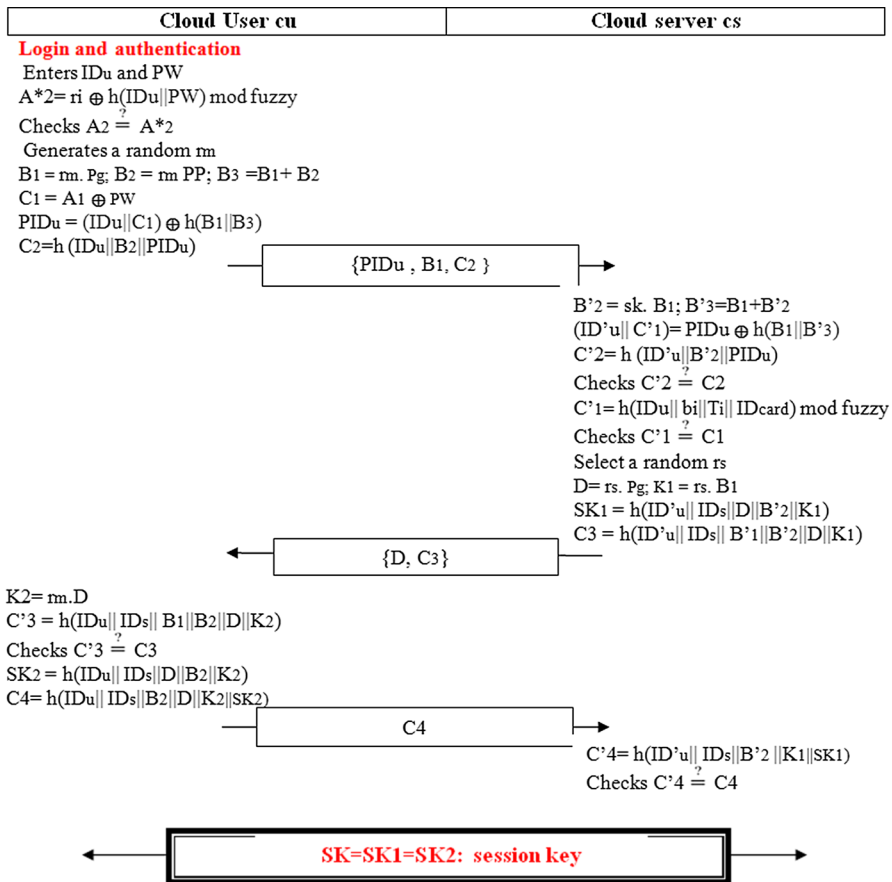 Cloud User cu
Cloud server cs
Login and authentication
Enters IDu and PW
A*2= ri ⊕ h(IDu||PW) mod fuzzy
Checks A2 ?= A*2
Generates a random rm
B1 = rm. Pg; B2 = rm PP; B3 =B1+ B2
C1 = A1 ⊕ PW
PIDu = (IDu||C1) ⊕ h(B1||B3)
C2=h (IDu||B2||PIDu)
{PIDu , B1, C2 }
B’2 = sk. B1; B’3=B1+B’2
(ID’u|| C’1)= PIDu ⊕ h(B1||B’3)
C’2= h (ID’u||B’2||PIDu)
Checks C’2 ?= C2
C’1= h(IDu|| bi||Ti|| IDcard) mod fuzzy
Checks C’1 ?= C1
Select a random rs
D= rs. Pg; K1 = rs. B1
SK1 = h(ID’u|| IDs||D||B’2||K1)
C3 = h(ID’u|| IDs|| B’1||B’2||D||K1)
{D, C3}
K2= rm.D
C’3 = h(IDu|| IDs|| B1||B2||D||K2)
Checks C’3 ?= C3
SK2 = h(IDu|| IDs||D||B2||K2)
C4= h(IDu|| IDs||B2||D||K2||SK2)
C4
C’4= h(ID’u|| IDs||B’2 ||K1||SK1)
Checks C’4 ?= C4
SK=SK1=SK2: session key